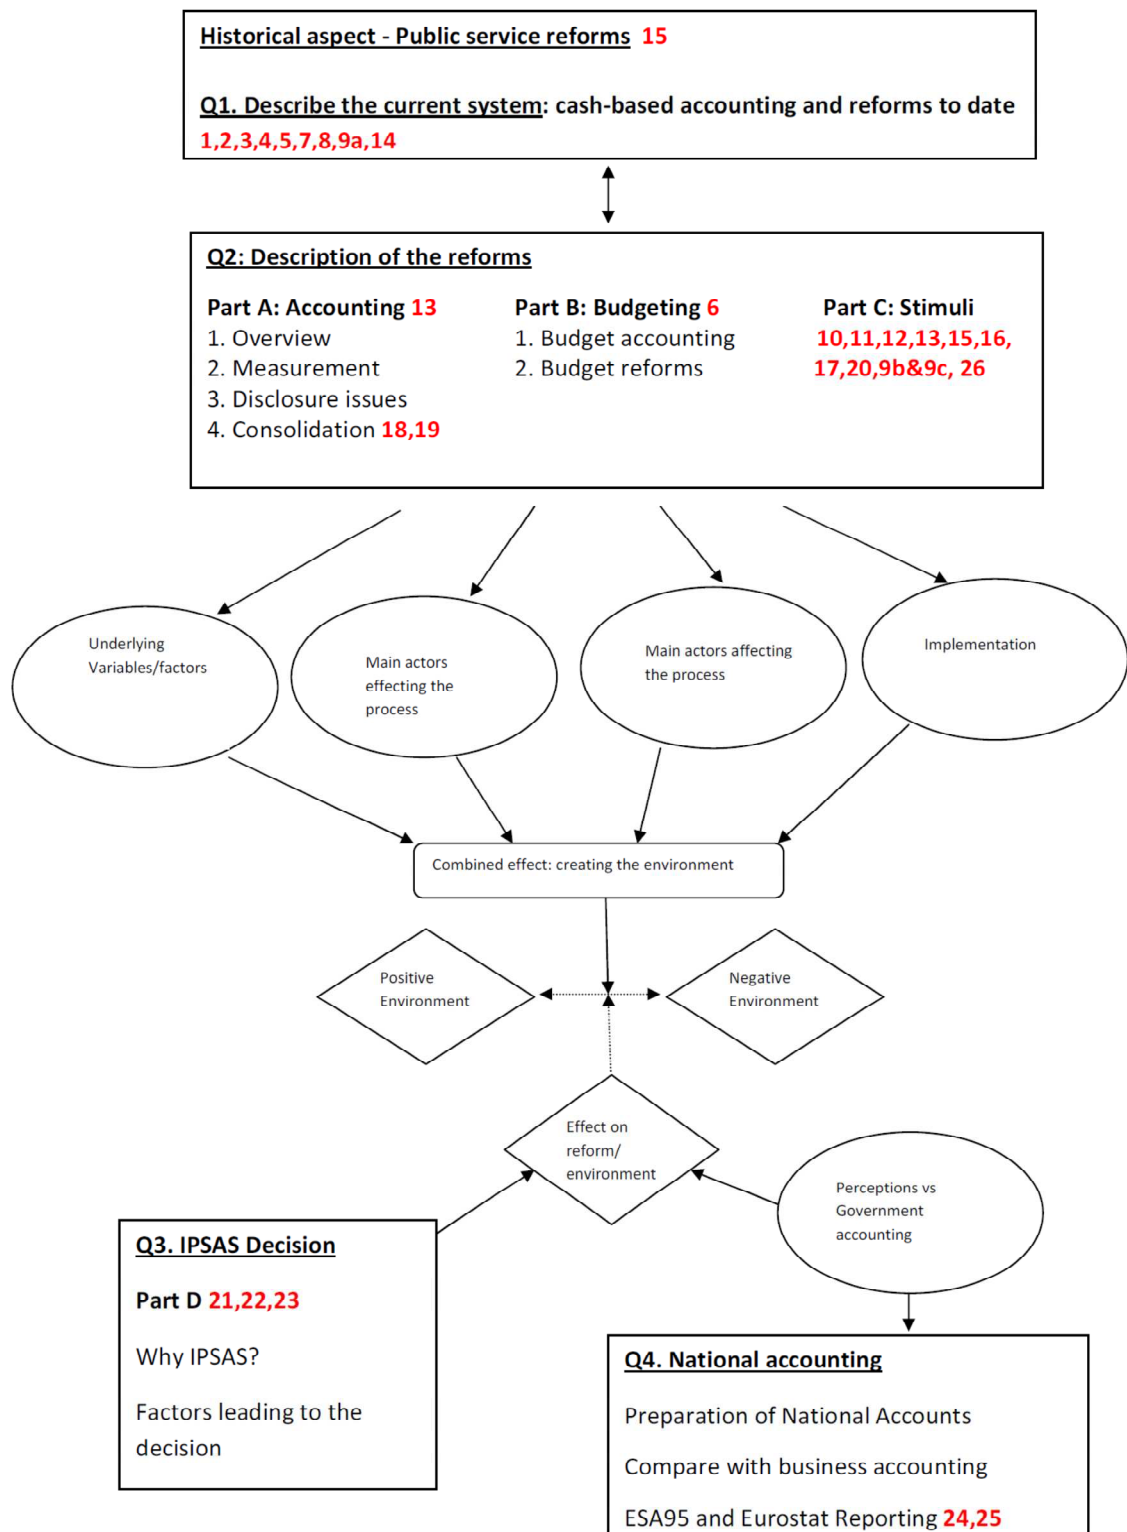 Historical aspect - Public service reforms 15
Q1. Describe the current system: cash-based accounting and reforms to date
1,2,3,4,5,7,8,9a,14
Q2: Description of the reforms
Part A: Accounting 13
1. Overview
2. Measurement
3. Disclosure issues
4. Consolidation 18,19
Part B: Budgeting 6
1. Budget accounting
2. Budget reforms
Part C: Stimuli
10,11,12,13,15,16,
17,20,9b&9c, 26
Underlying
Variables/factors
Main actors
effecting the
process
Main actors affecting
the process
Implementation
Combined effect: creating the environment
Positive
Environment
Negative
Environment
Effect on
reform/
environment
Perceptions vs
Government
accounting
Q3. IPSAS Decision
Part D 21,22,23
Why IPSAS?
Factors leading to the
decision
Q4. National accounting
Preparation of National Accounts
Compare with business accounting
ESA95 and Eurostat Reporting 24,25